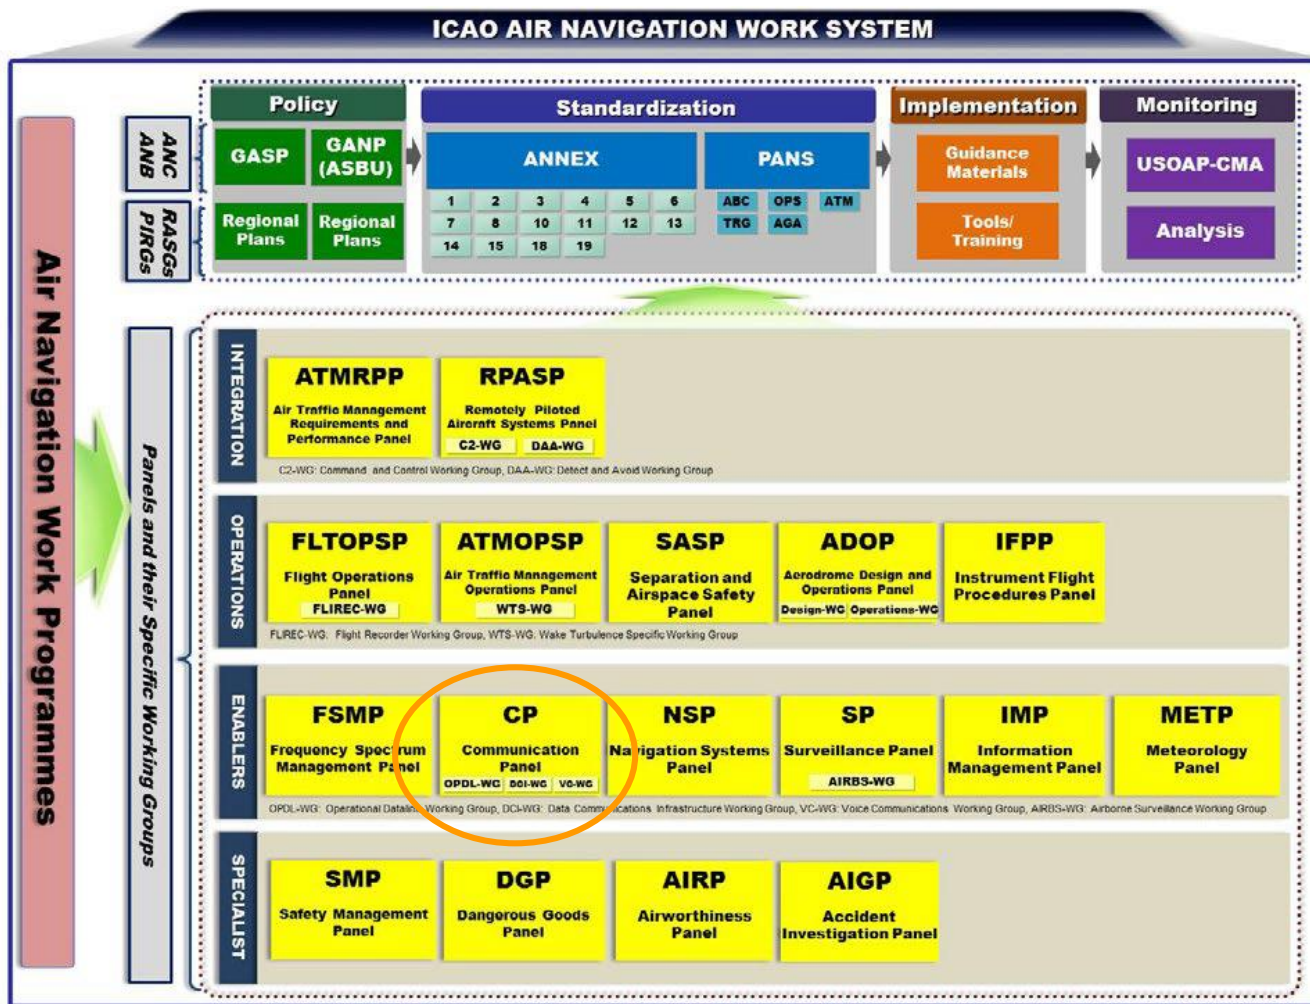 ICAO AIR NAVIGATION WORK SYSTEM
Air Navigation Work Programmes
ANC
ANB
RASGs
PIRGs
Policy
GASP
GANP
(ASBU)
Regional
Plans
Regional
Plans
Standardization
ANNEX
1 2 3 4 5 6
7 8 10 11 12 13
14 15 18 19
PANS
ABC OPS ATM
TRG AGA
Implementation
Guidance
Materials
Tools/
Training
Monitoring
USOAP-CMA
Analysis
Panels and their Specific Working Groups
INTEGRATION
ATMRPP
Air Traffic Management
Requirements and
Performance Panel
RPASP
Remotely Piloted
Aircraft Systems Panel
C2-WG DAA-WG
C2-WG: Command and Control Working Group, DAA-WG: Detect and Avoid Working Group
OPERATIONS
FLTOPSP
Flight Operations
Panel
FLIREC-WG
ATMOPSP
Air Traffic Management
Operations Panel
WTS-WG
SASP
Separation and
Airspace Safety
Panel
ADOP
Aerodrome Design and
Operations Panel
Design-WG Operations-WG
IFPP
Instrument Flight
Procedures Panel
FLIREC-WG: Flight Recorder Working Group, WTS-WG: Wake Turbulence Specific Working Group
ENABLERS
FSMP
Frequency Spectrum
Management Panel
CP
Communication
Panel
OPDL-WG DCI-WG VC-WG
NSP
Navigation Systems
Panel
SP
Surveillance Panel
AIRBS-WG
IMP
Information
Management Panel
METP
Meteorology
Panel
OPDL-WG: Operational Datalink Working Group, DCI-WG: Data Communications Infrastructure Working Group, VC-WG: Voice Communications Working Group, AIRBS-WG: Airborne Surveillance Working Group
SPECIALIST
SMP
Safety Management
Panel
DGP
Dangerous Goods
Panel
AIRP
Airworthiness
Panel
AIGP
Accident
Investigation Panel